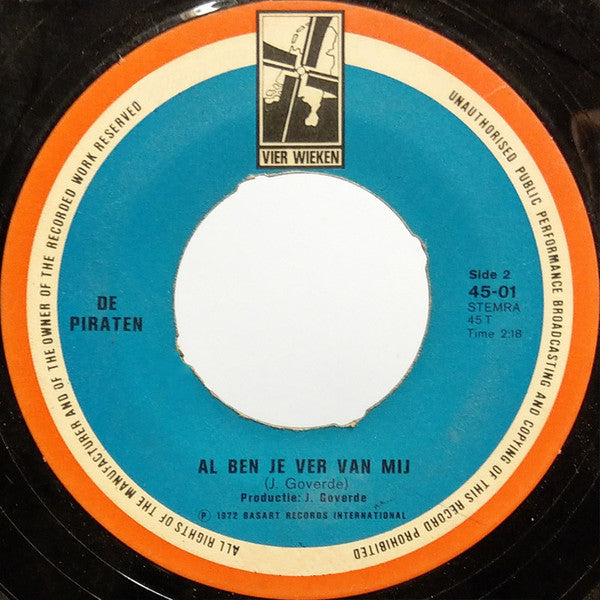 VIER WIEKEN
ALL RIGHTS OF THE MANUFACTURER AND OF THE OWNER OF THE RECORDED WORK RESERVED
UNAUTHORISED PUBLIC PERFORMANCE BROADCASTING AND COPYING OF THIS RECORD PROHIBITED
DE
PIRATEN
Side 2
45-01
STEMRA
45 T
Time 2:18
AL BEN JE VER VAN MIJ
(J. Goverde)
Productie: J. Goverde
℗ 1972 BASART RECORDS INTERNATIONAL